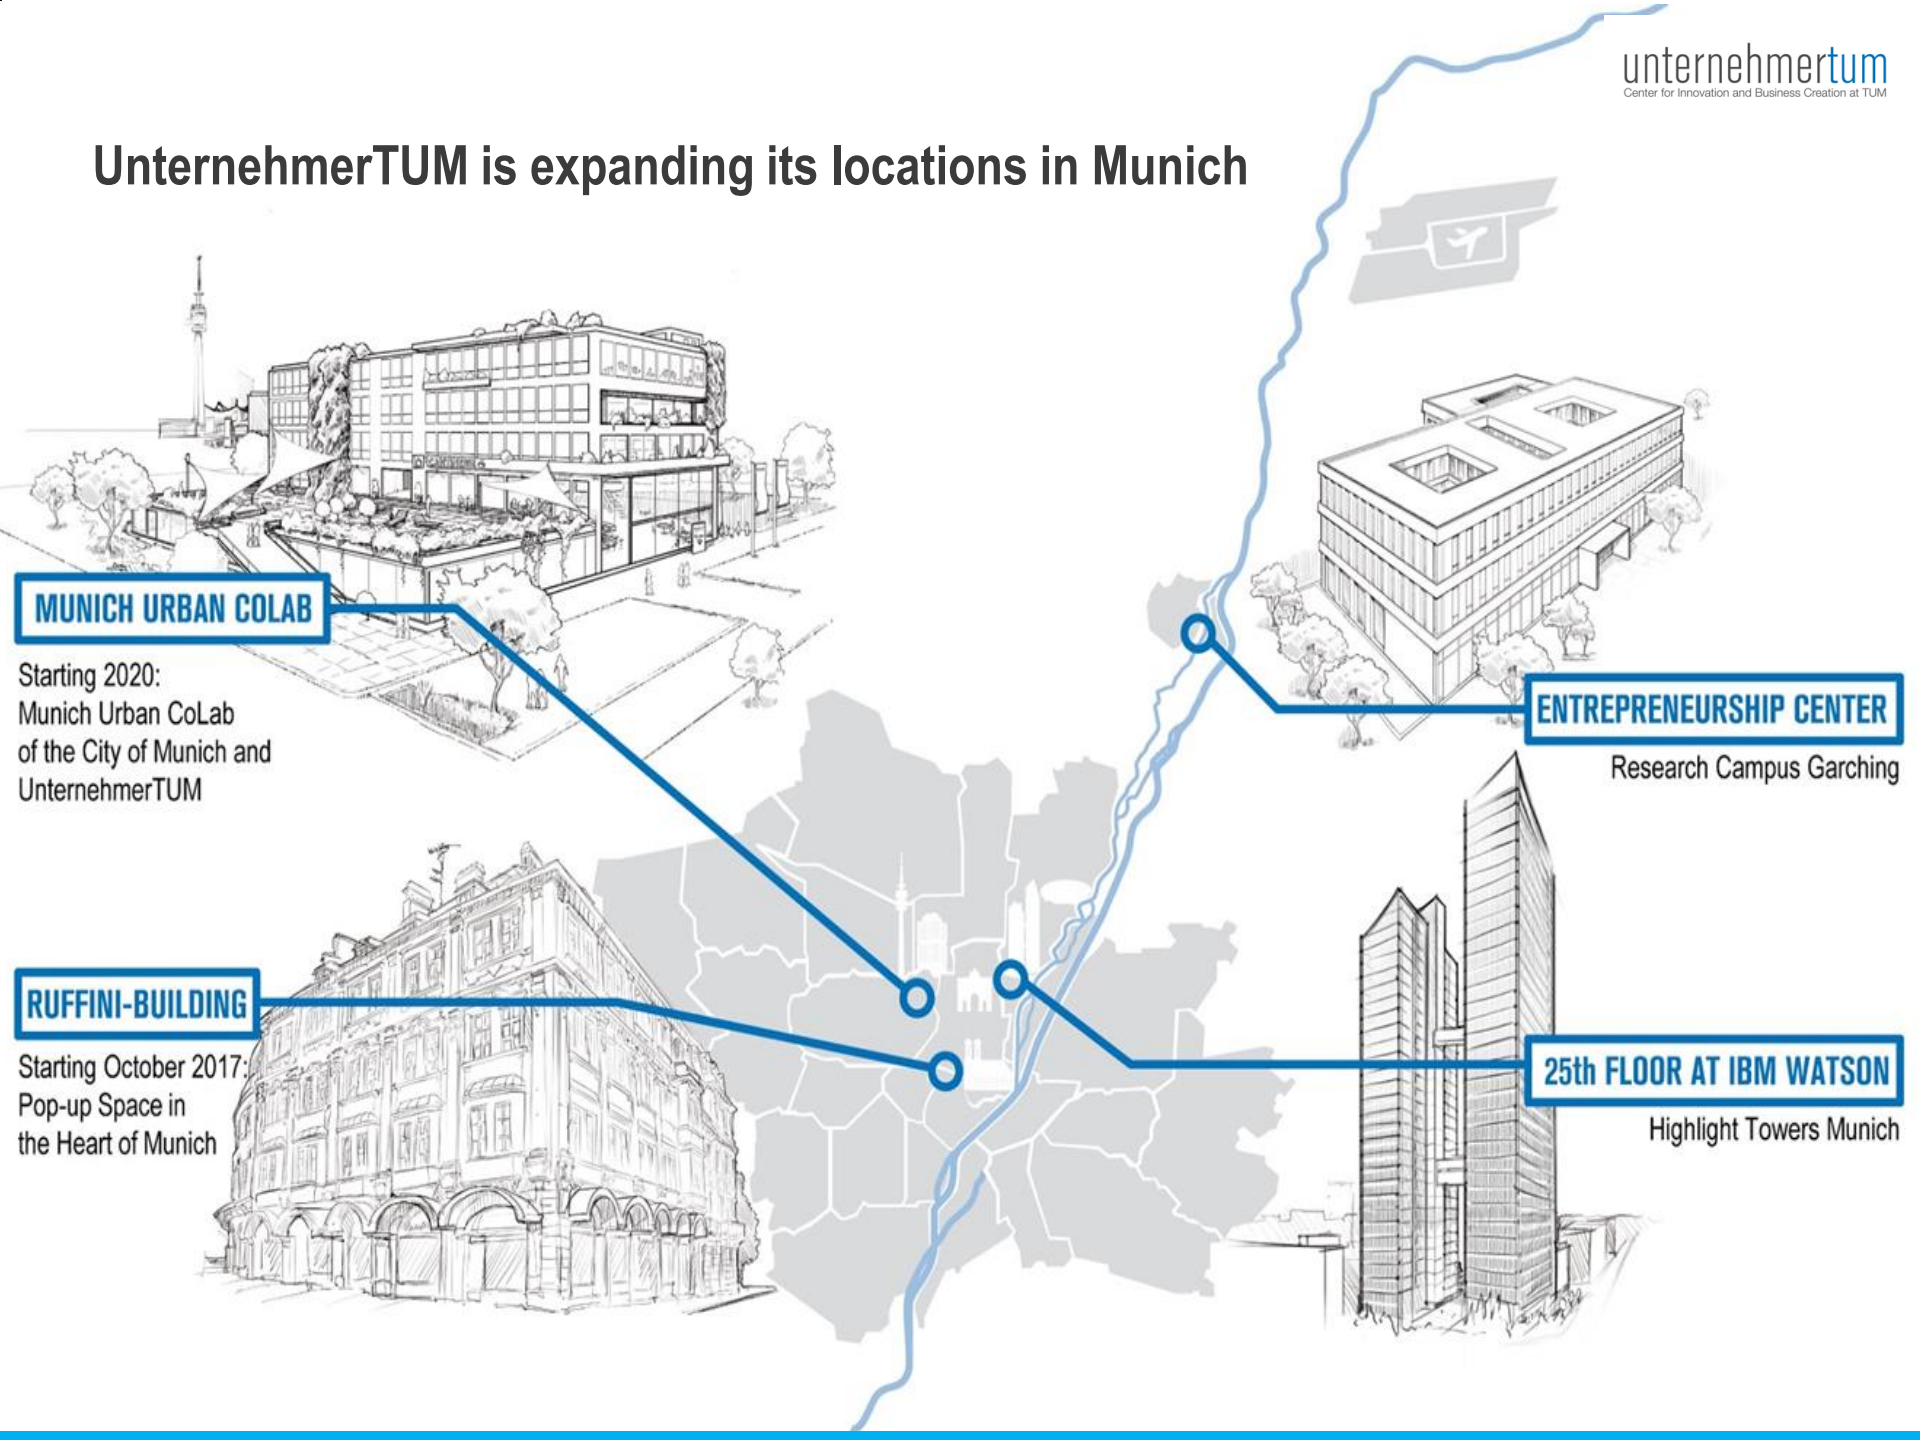 unternehmertum
Center for Innovation and Business Creation at TUM
UnternehmerTUM is expanding its locations in Munich
MUNICH URBAN COLAB
Starting 2020:
Munich Urban CoLab
of the City of Munich and
UnternehmerTUM
ENTREPRENEURSHIP CENTER
Research Campus Garching
RUFFINI-BUILDING
Starting October 2017:
Pop-up Space in
the Heart of Munich
25th FLOOR AT IBM WATSON
Highlight Towers Munich